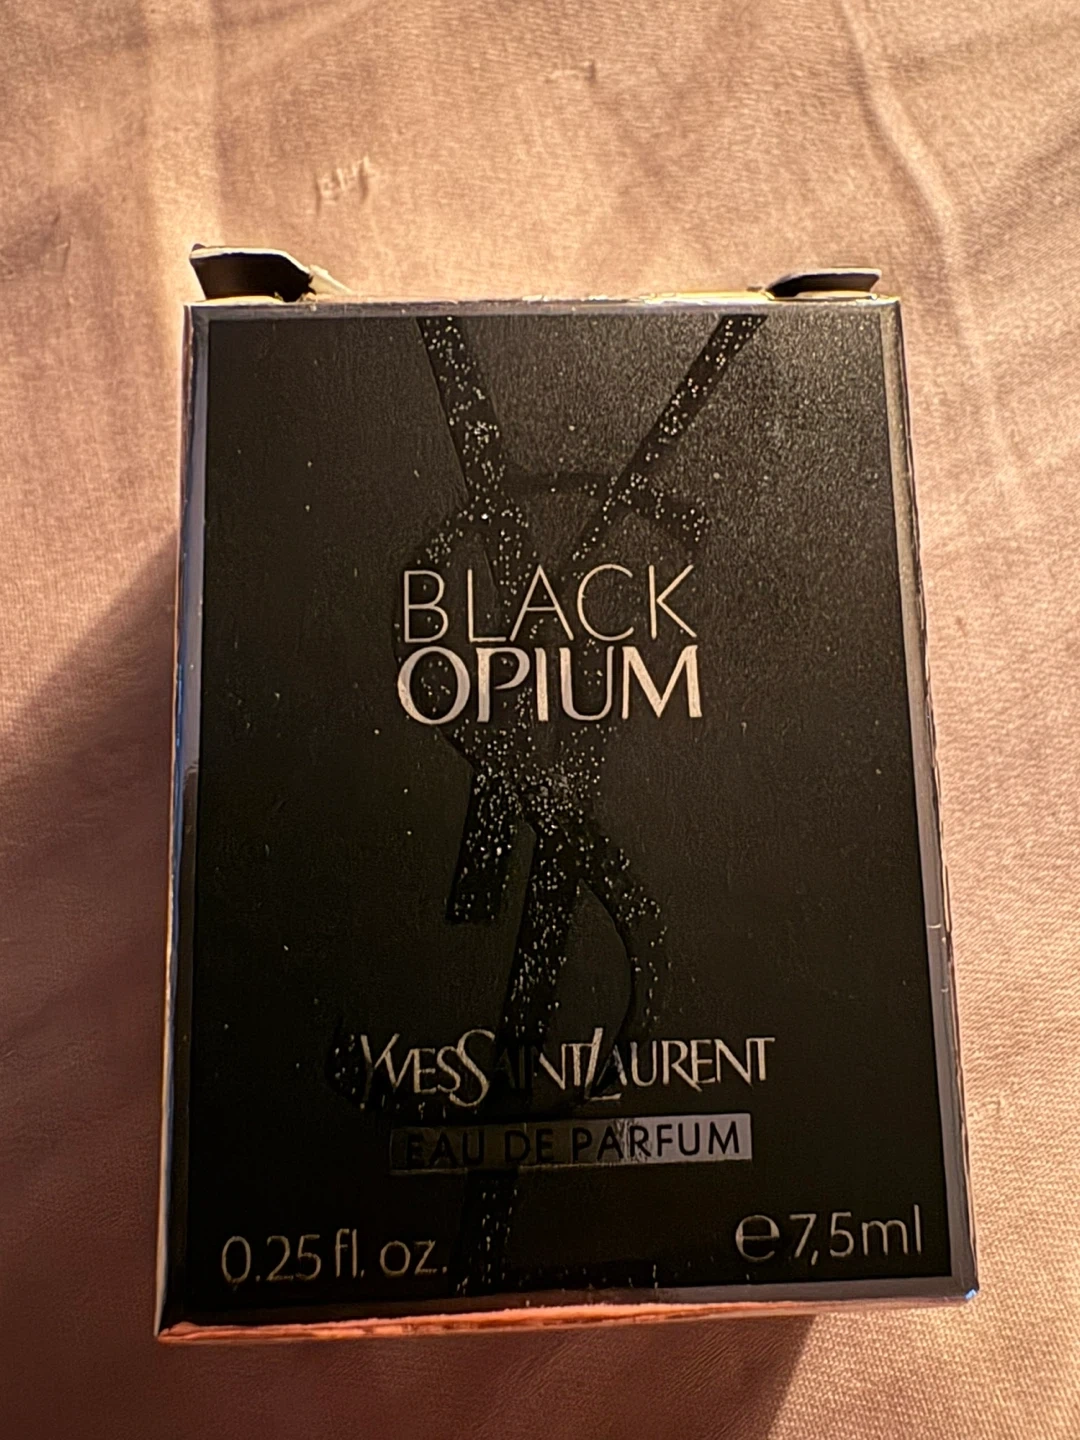 BLACK
OPIUM
YVESSAINTLAURENT
EAU DE PARFUM
0.25 fl. oz.
℮7,5ml